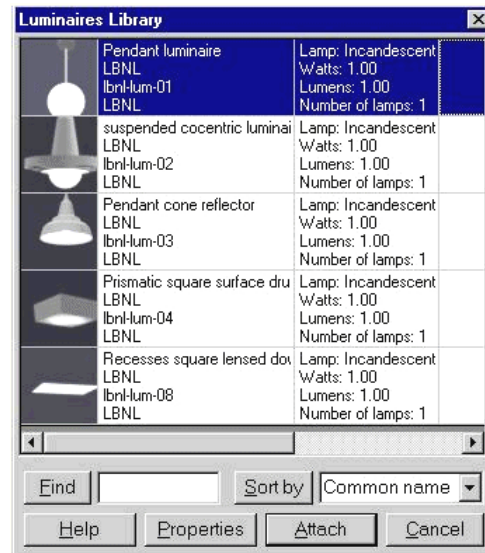 Luminaires Library
Pendant luminaire
LBNL
lbnl-lum-01
LBNL
Lamp: Incandescent
Watts: 1.00
Lumens: 1.00
Number of lamps: 1
suspended cocentric luminai
LBNL
lbnl-lum-02
LBNL
Lamp: Incandescent
Watts: 1.00
Lumens: 1.00
Number of lamps: 1
Pendant cone reflector
LBNL
lbnl-lum-03
LBNL
Lamp: Incandescent
Watts: 1.00
Lumens: 1.00
Number of lamps: 1
Prismatic square surface dru
LBNL
lbnl-lum-04
LBNL
Lamp: Incandescent
Watts: 1.00
Lumens: 1.00
Number of lamps: 1
Recesses square lensed dow
LBNL
lbnl-lum-08
LBNL
Lamp: Incandescent
Watts: 1.00
Lumens: 1.00
Number of lamps: 1
Find
Sort by
Common name
Help
Properties
Attach
Cancel